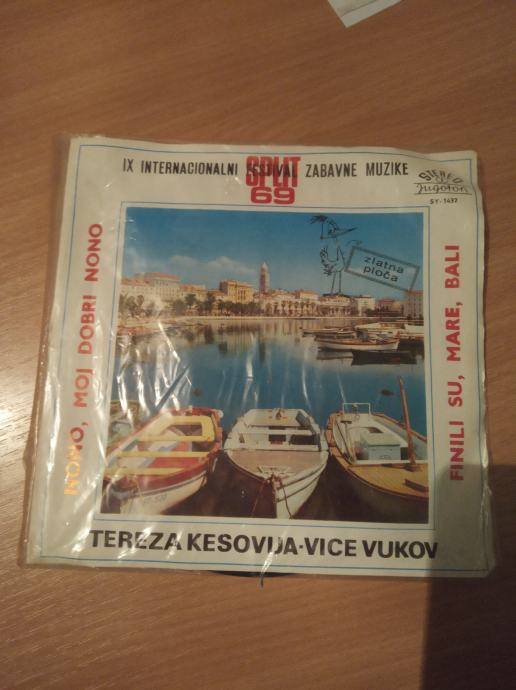 IX INTERNACIONALNI FESTIVAL ZABAVNE MUZIKE
SPLIT
69
STEREO
Jugoton
SY-1437
zlatna
ploča
NONO, MOJ DOBRI NONO
FINILI SU, MARE, BALI
TEREZA KESOVIJA·VICE VUKOV